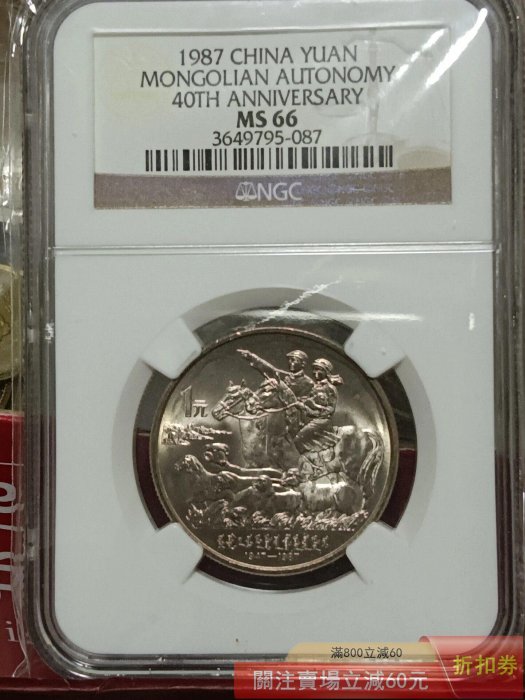 1987 CHINA YUAN
MONGOLIAN AUTONOMY
40TH ANNIVERSARY
MS 66
3649795-087
NGC
1元
1947—1987
滿800立減60
關注賣場立減60元
折扣券